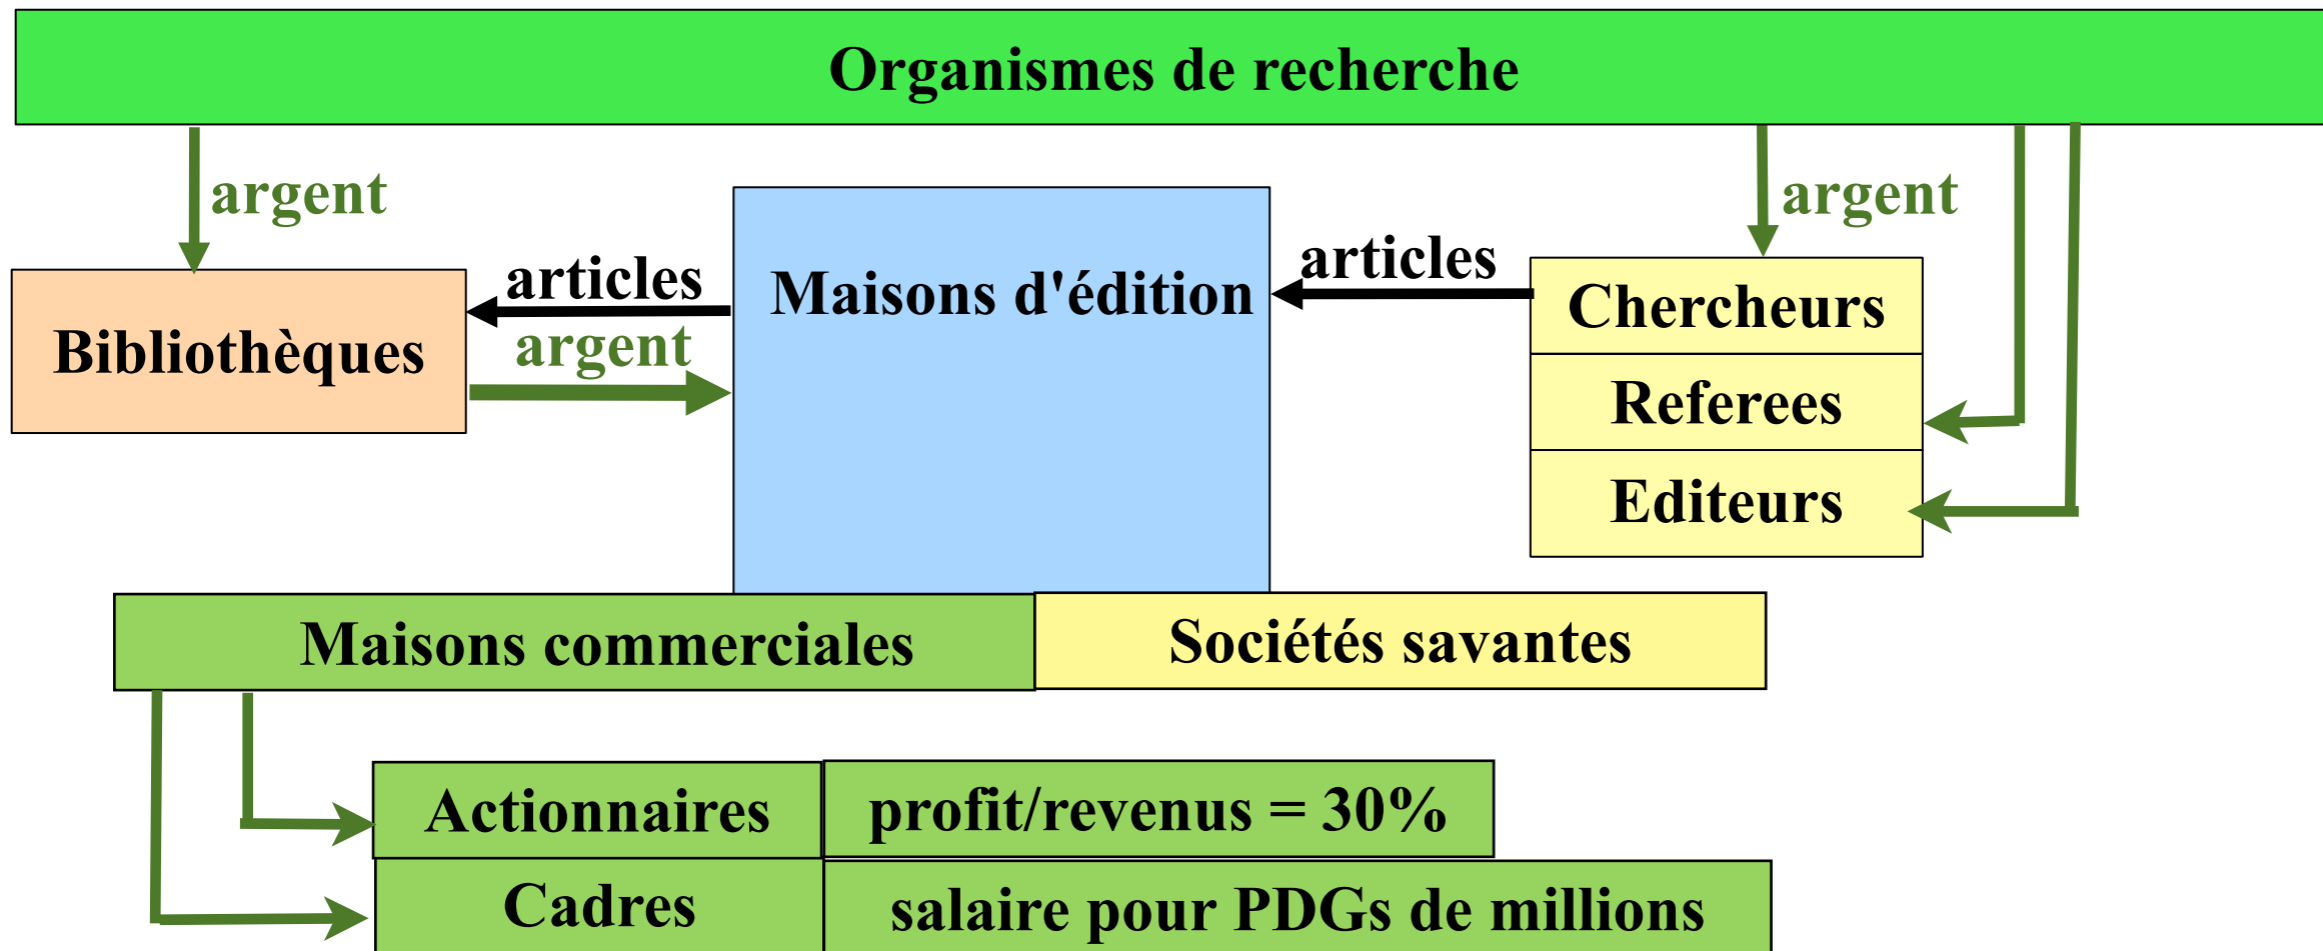 Organismes de recherche
argent
argent
articles
articles
Maisons d'édition
argent
Bibliothèques
Chercheurs
Referees
Editeurs
Maisons commerciales
Sociétés savantes
Actionnaires
profit/revenus = 30%
Cadres
salaire pour PDGs de millions